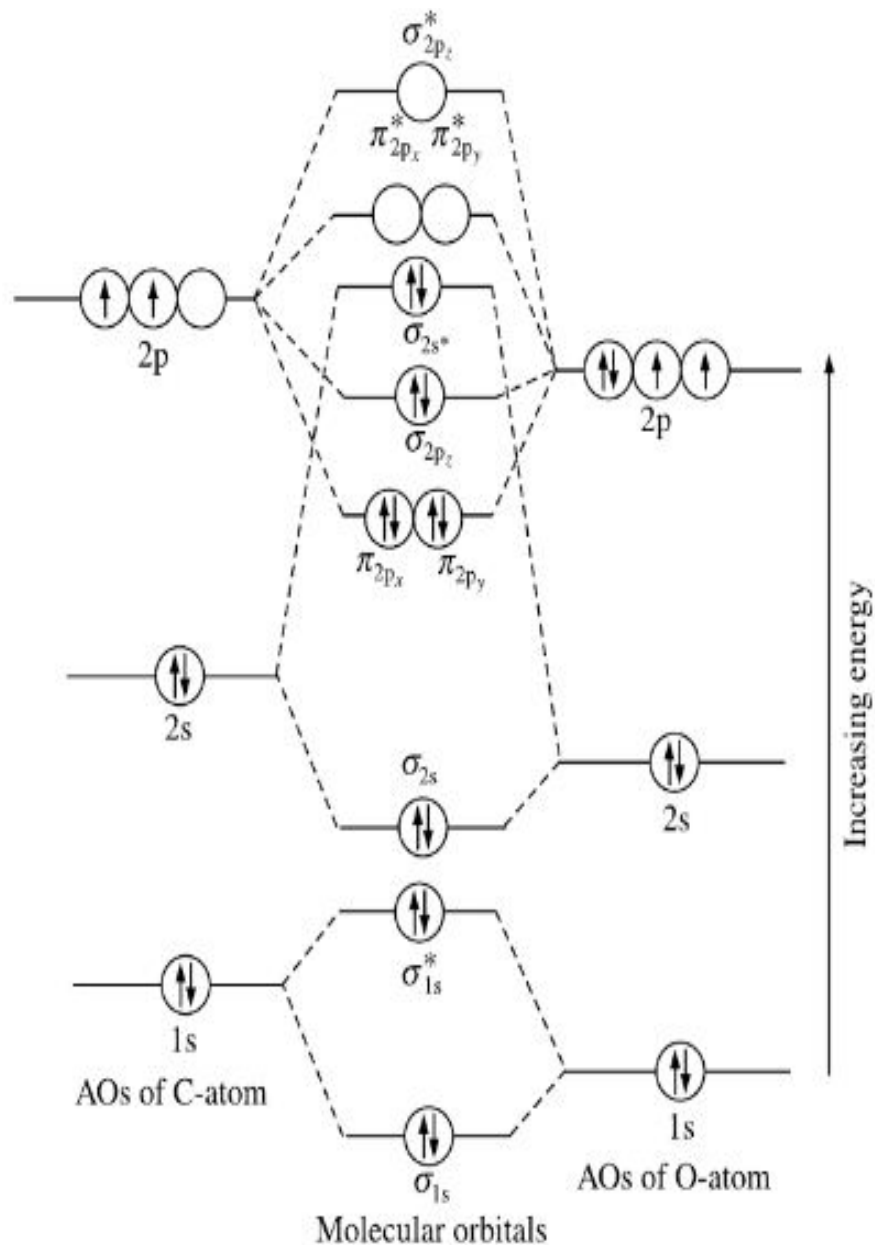 σ*2pz
π*2px π*2py
2p
σ2s*
2p
σ2pz
π2px π2py
2s
σ2s
2s
σ*1s
1s
AOs of C-atom
1s
σ1s
AOs of O-atom
Molecular orbitals
Increasing energy